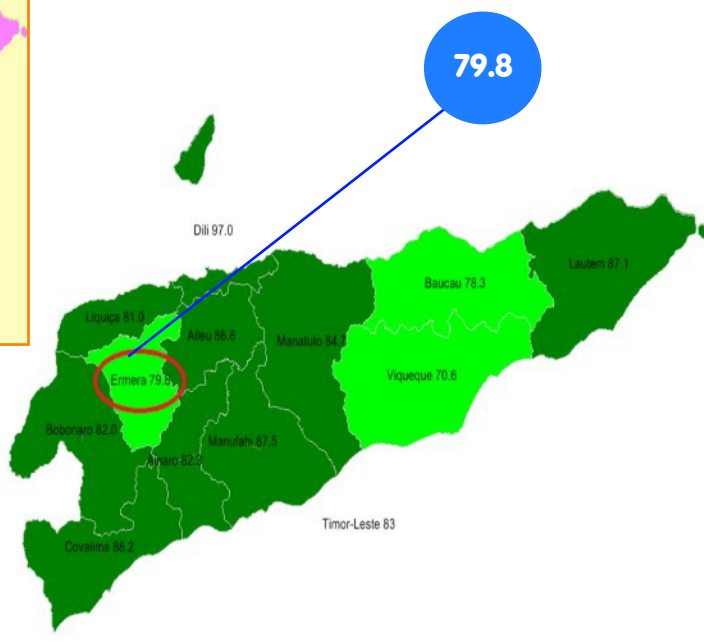 79.8
Dili 97.0
Lautem 87.1
Baucau 78.3
Liquiça 81.0
Aileu 86.6
Manatuto 84.2
Ermera 79.8
Viqueque 70.6
Bobonaro 82.0
Manufahi 87.5
Ainaro 82.3
Timor-Leste 83
Covalima 88.2